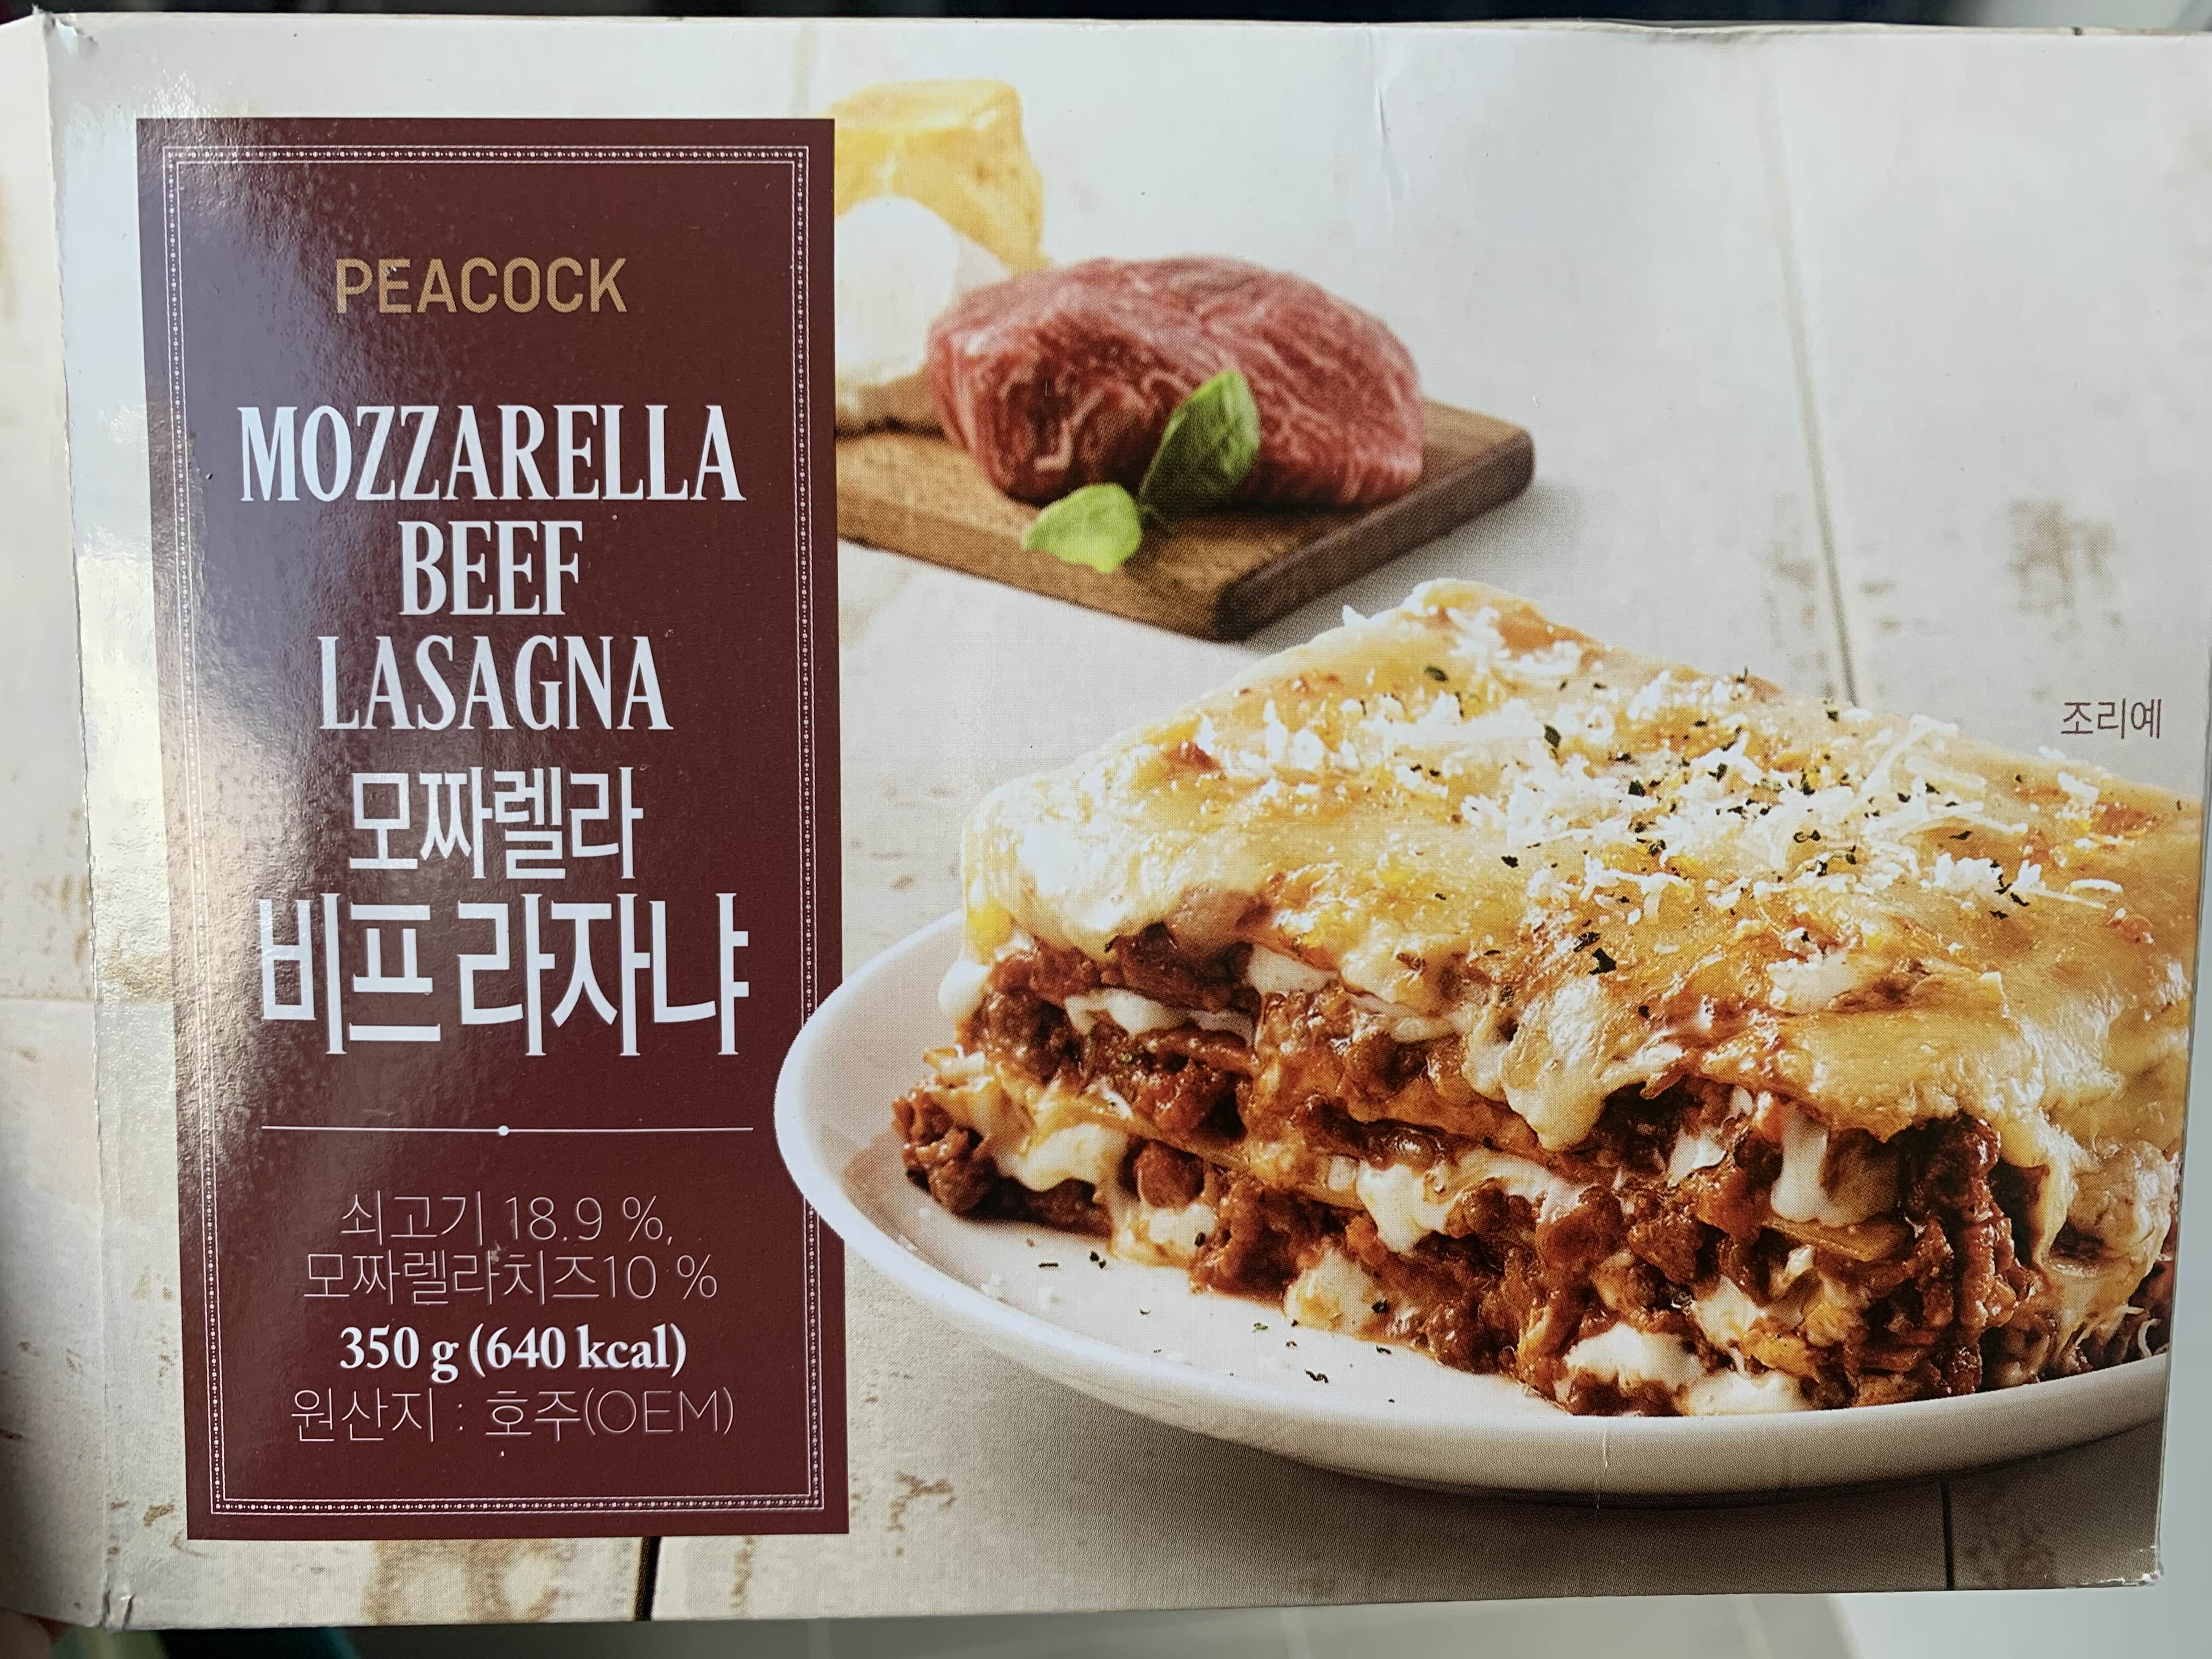 PEACOCK
MOZZARELLA
BEEF
LASAGNA
모짜렐라
비프 라자냐
쇠고기 18.9 %,
모짜렐라치즈10 %
350 g (640 kcal)
원산지 : 호주(OEM)
조리예